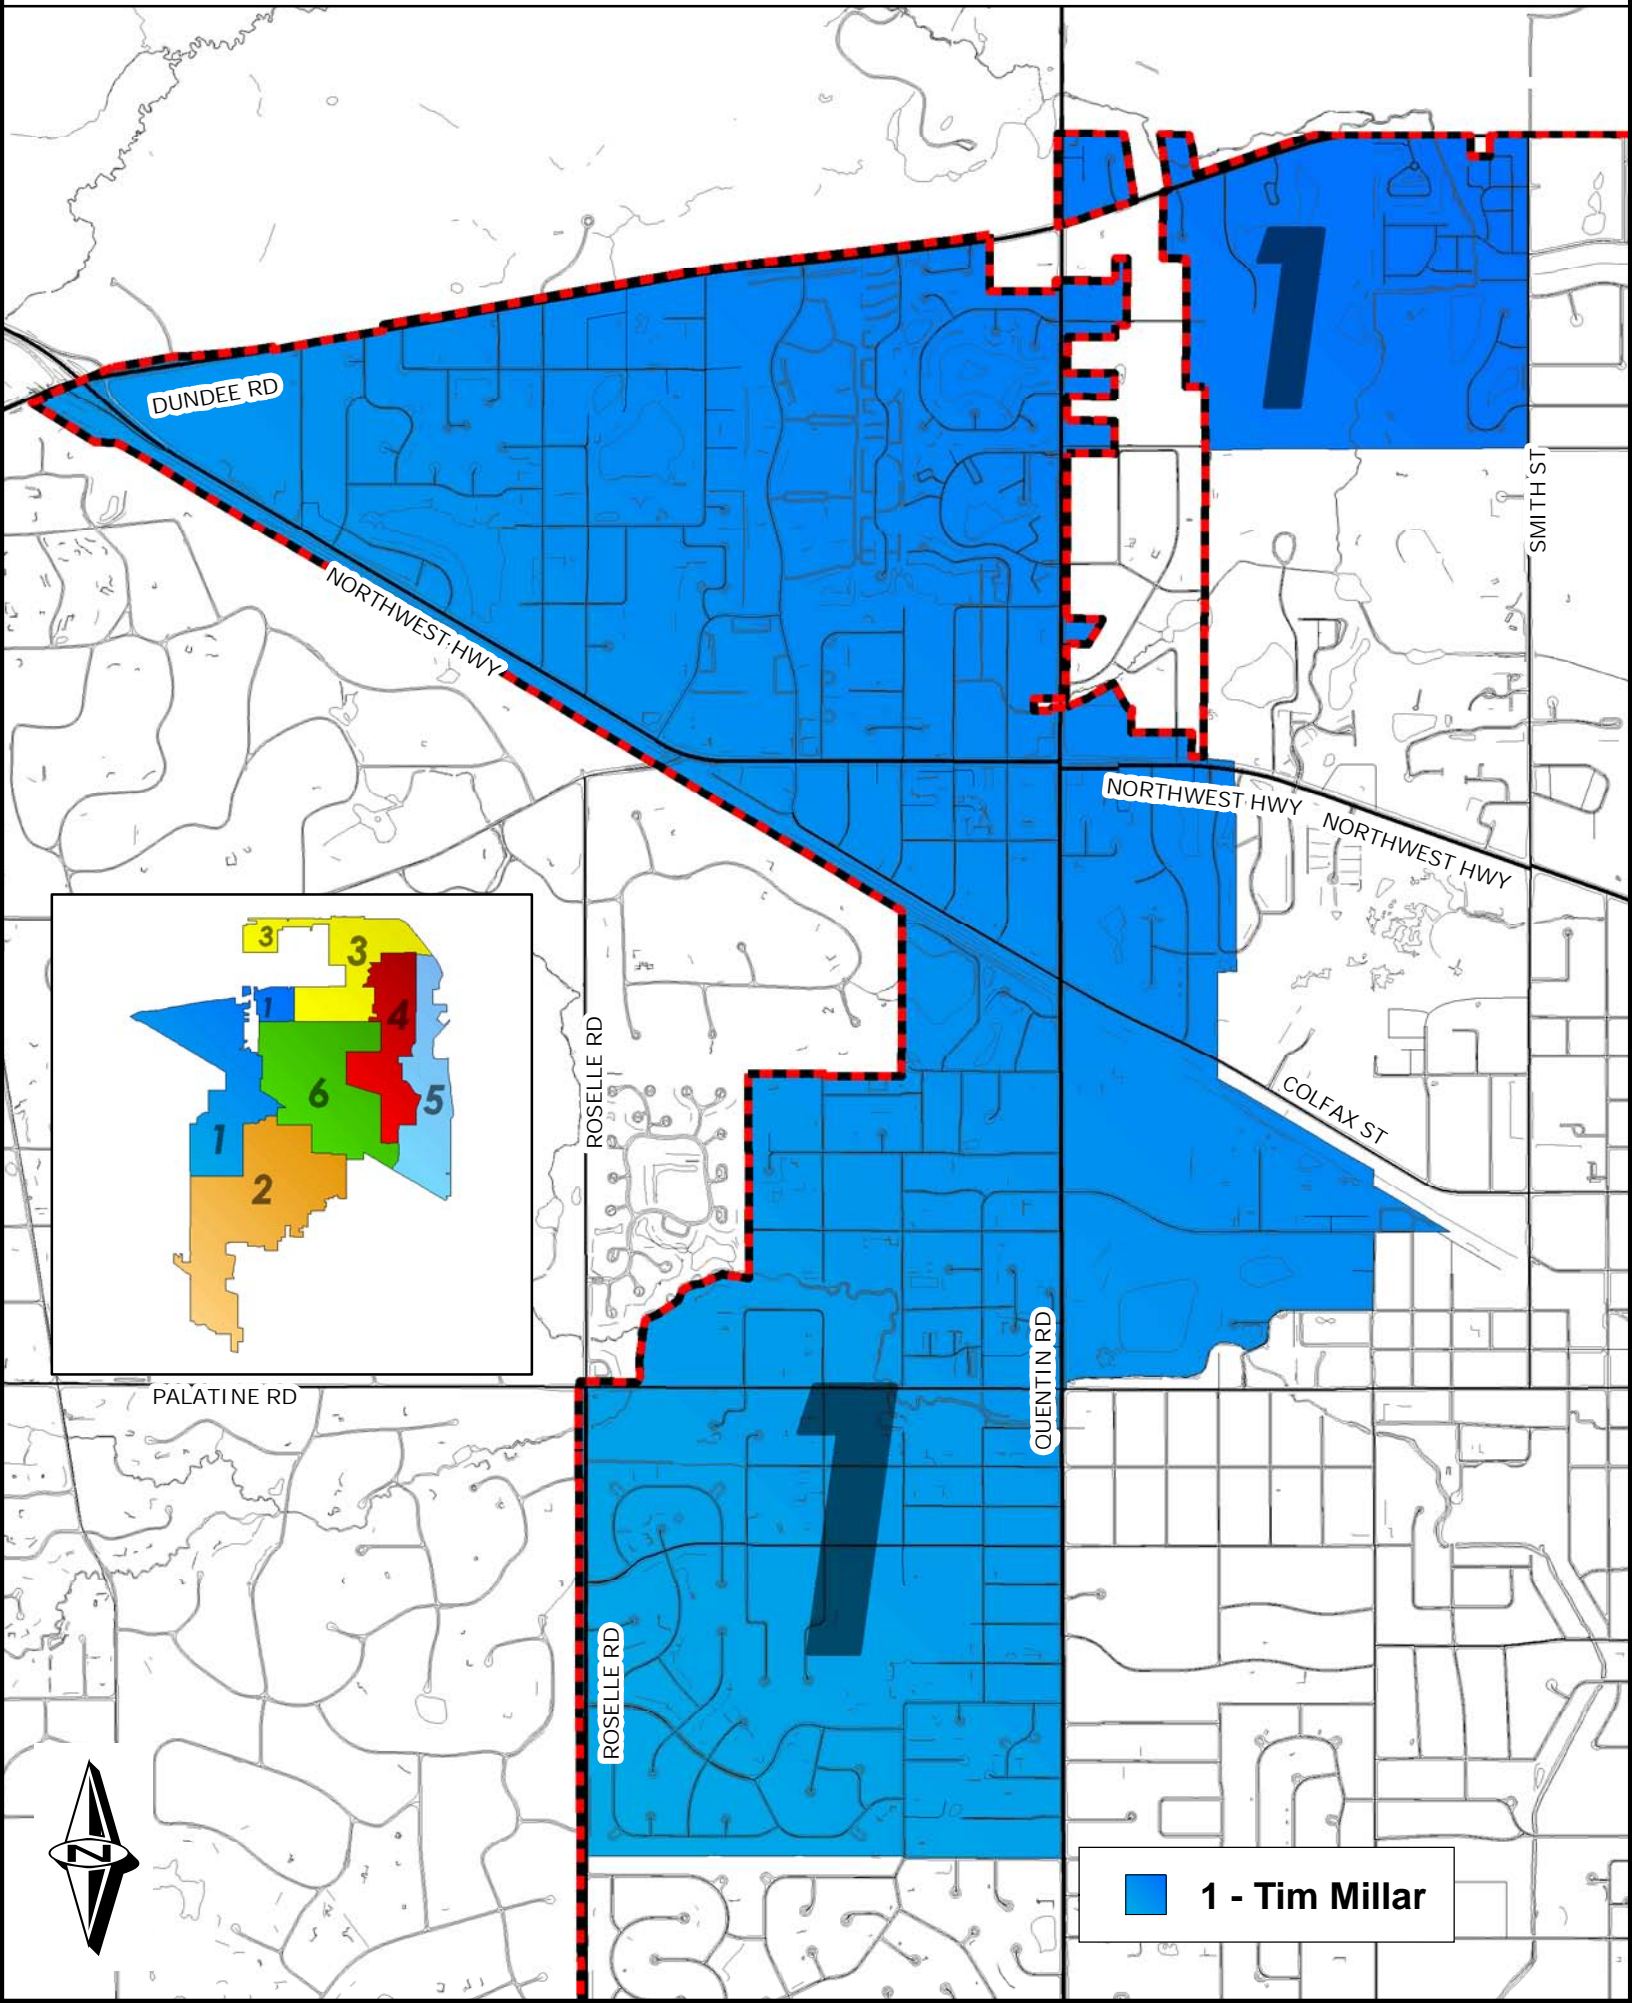 1
DUNDEE RD
SMITH ST
NORTHWEST HWY
NORTHWEST HWY
NORTHWEST HWY
3
3
1
4
6
5
1
2
ROSELLE RD
COLFAX ST
QUENTIN RD
PALATINE RD
1
ROSELLE RD
N
1 - Tim Millar